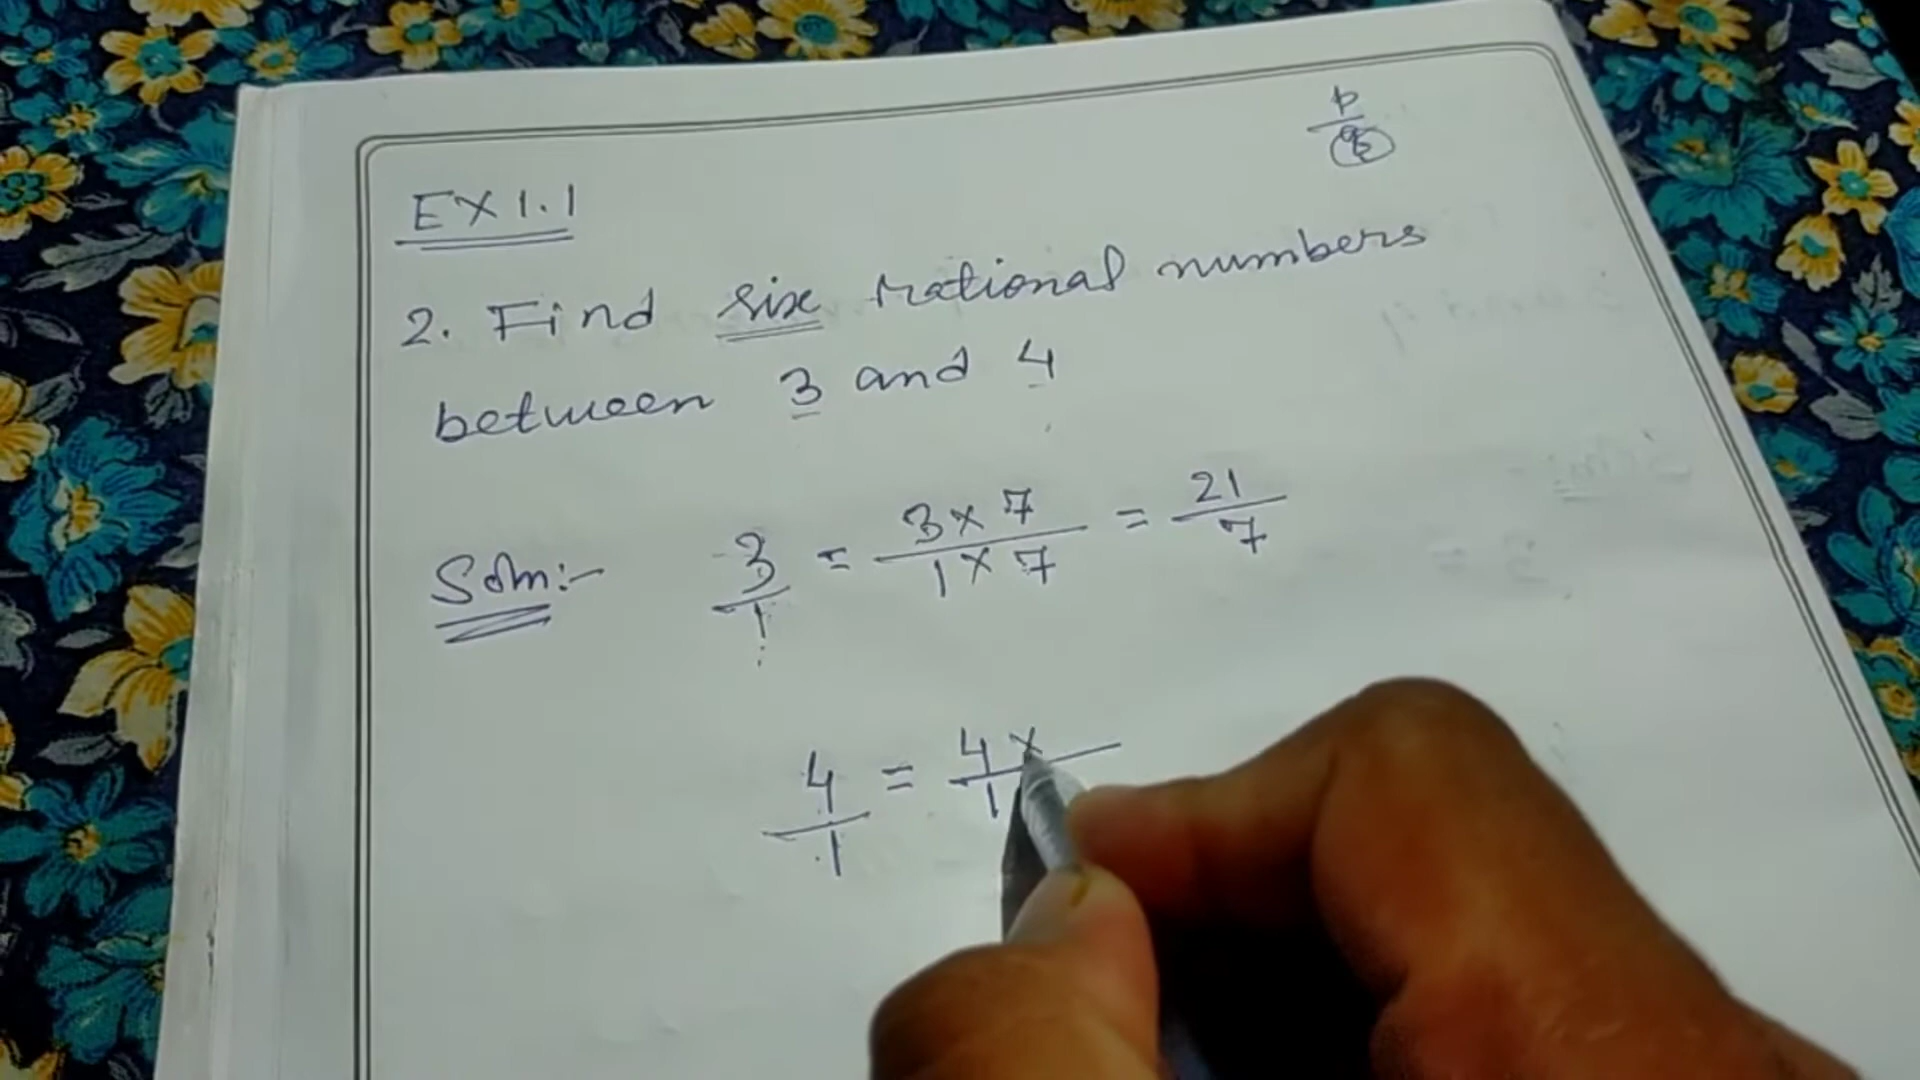 p/q
EX 1.1
2. Find six rational numbers
between 3 and 4
Soln:- 3/1 = 3 × 7/1 × 7 = 21/7
4/1 = 4 ×/1